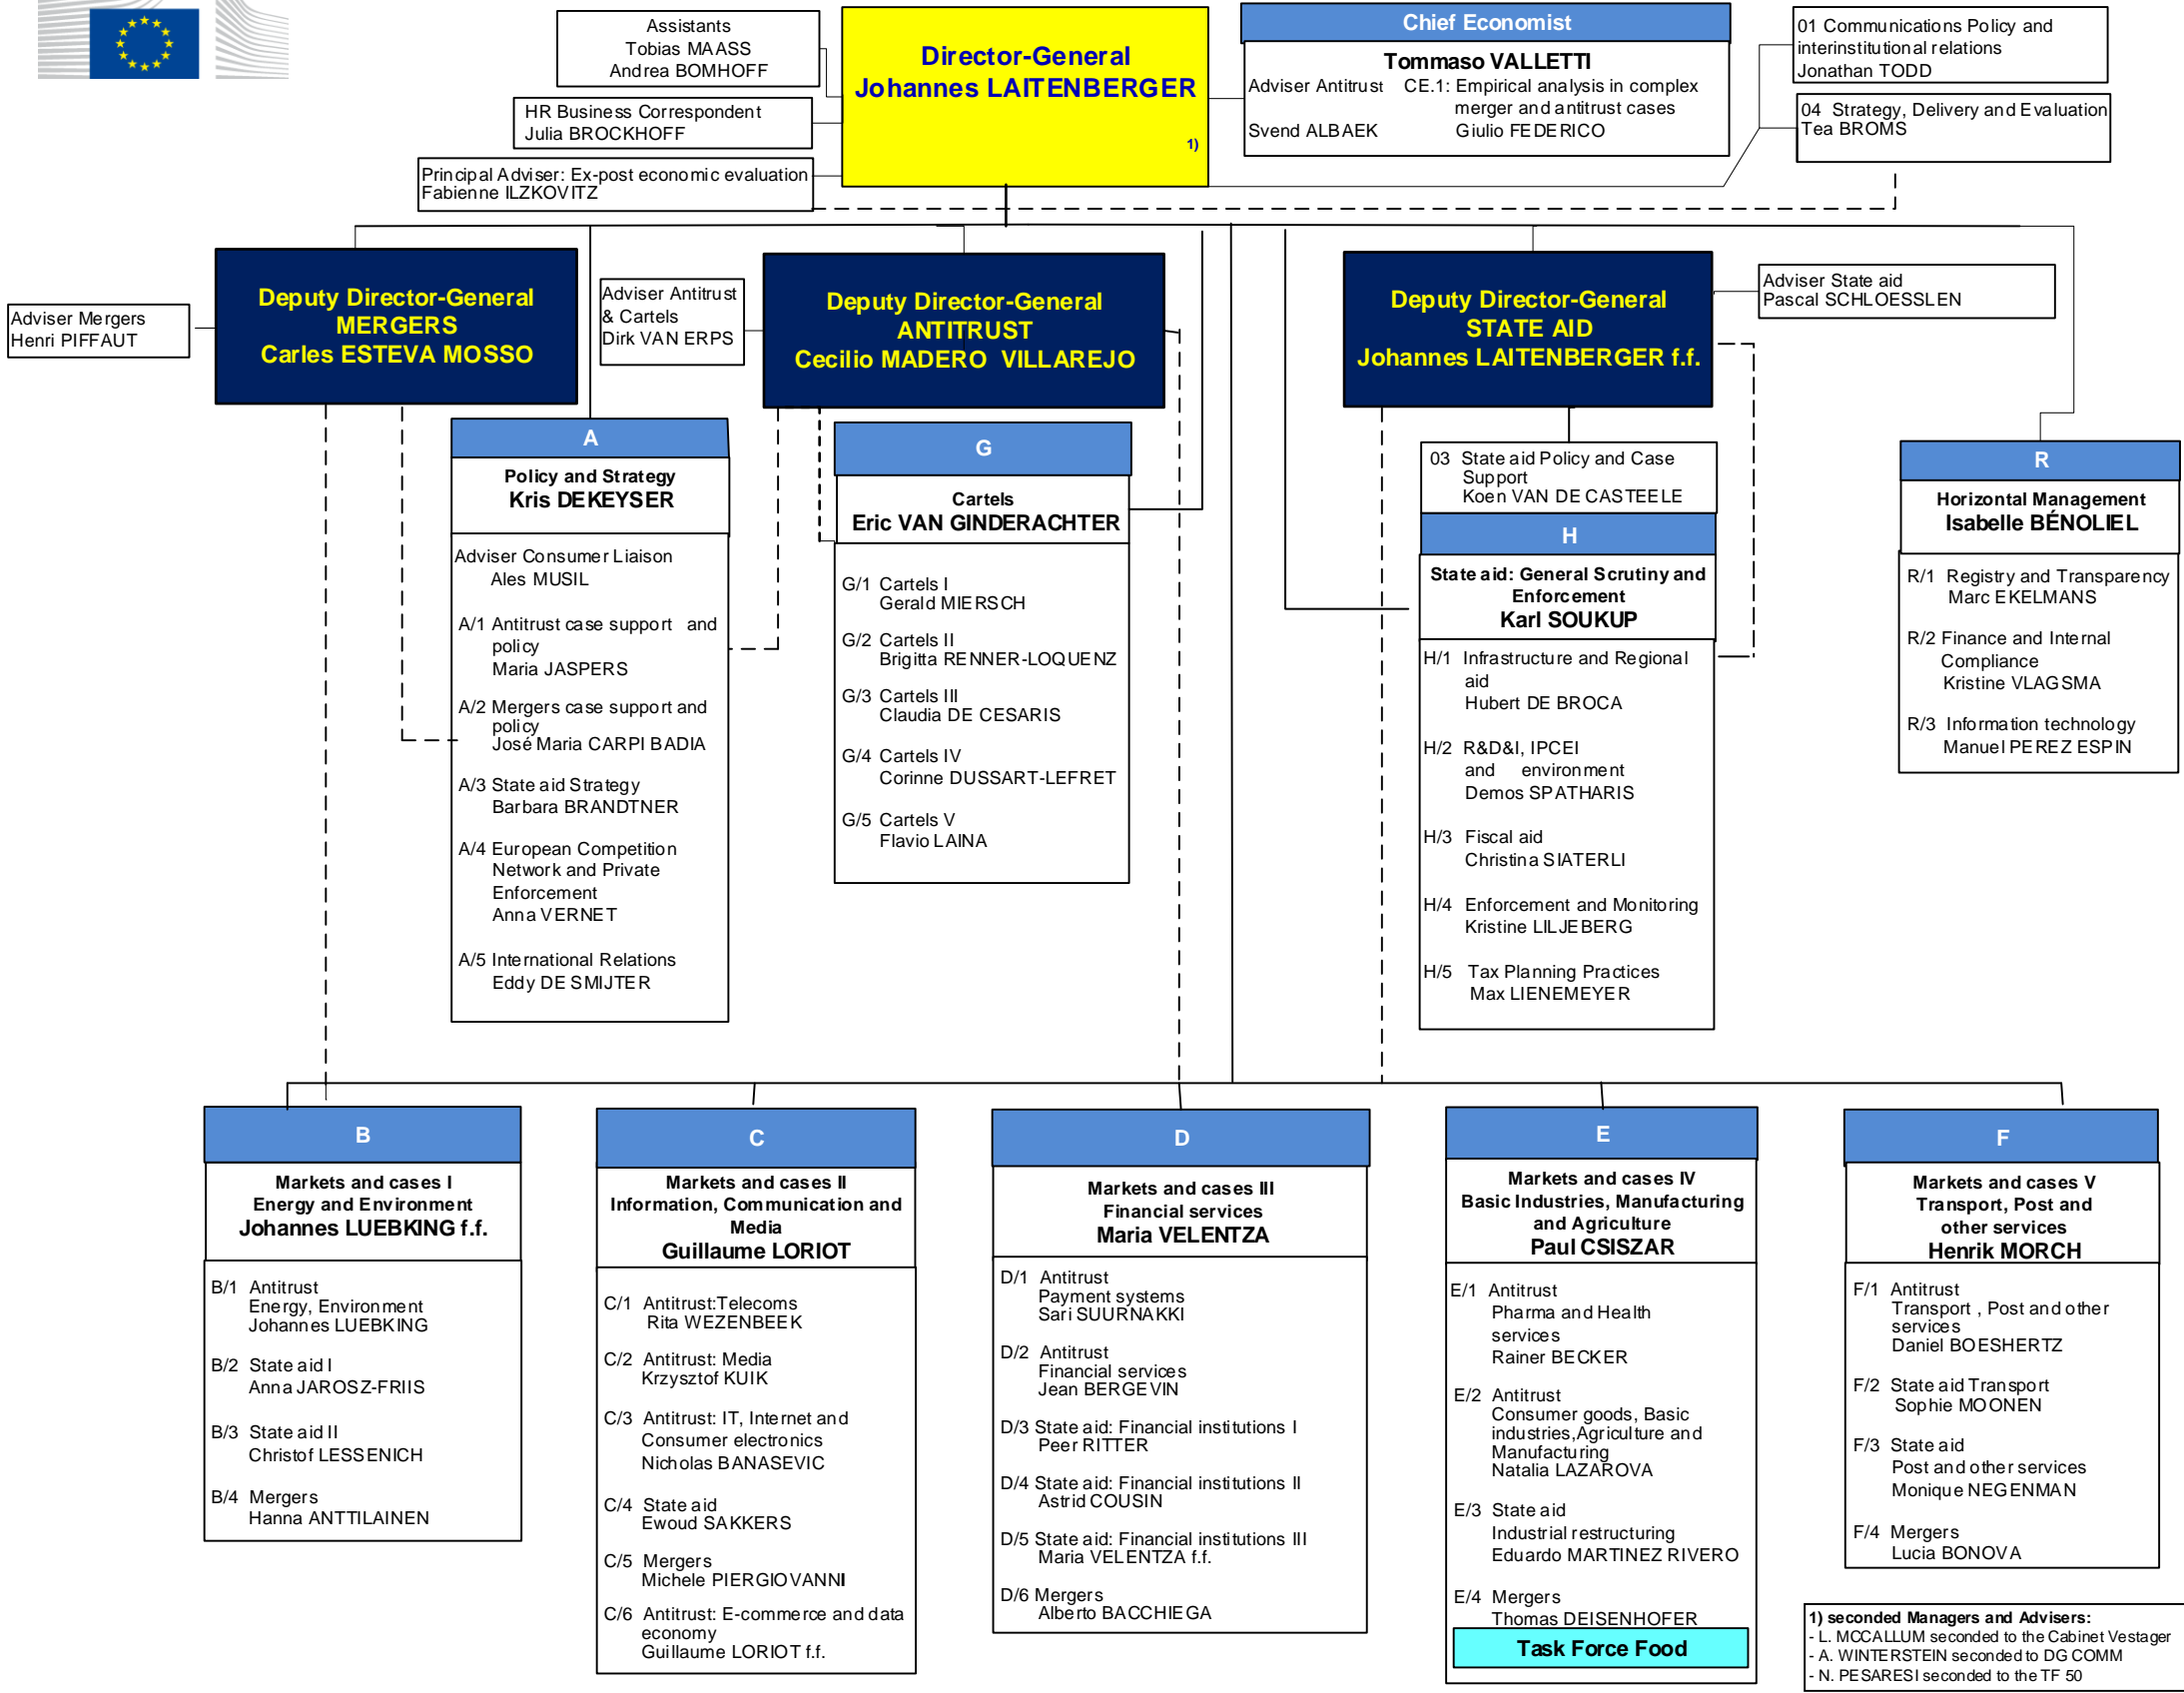 Assistants
Tobias MAASS
Andrea BOMHOFF
HR Business Correspondent
Julia BROCKHOFF
Principal Adviser: Ex-post economic evaluation
Fabienne ILZKOVITZ
Director-General
Johannes LAITENBERGER
1)
Chief Economist
Tommaso VALLETTI
Adviser Antitrust CE.1: Empirical analysis in complex
merger and antitrust cases
Svend ALBAEK Giulio FEDERICO
01 Communications Policy and
interinstitutional relations
Jonathan TODD
04 Strategy, Delivery and Evaluation
Tea BROMS
Adviser Mergers
Henri PIFFAUT
Deputy Director-General
MERGERS
Carles ESTEVA MOSSO
Adviser Antitrust
& Cartels
Dirk VAN ERPS
Deputy Director-General
ANTITRUST
Cecilio MADERO VILLAREJO
Deputy Director-General
STATE AID
Johannes LAITENBERGER f.f.
Adviser State aid
Pascal SCHLOESSLEN
A
Policy and Strategy
Kris DEKEYSER
Adviser Consumer Liaison
Ales MUSIL
A/1 Antitrust case support and
policy
Maria JASPERS
A/2 Mergers case support and
policy
José Maria CARPI BADIA
A/3 State aid Strategy
Barbara BRANDTNER
A/4 European Competition
Network and Private
Enforcement
Anna VERNET
A/5 International Relations
Eddy DE SMIJTER
G
Cartels
Eric VAN GINDERACHTER
G/1 Cartels I
Gerald MIERSCH
G/2 Cartels II
Brigitta RENNER-LOQUENZ
G/3 Cartels III
Claudia DE CESARIS
G/4 Cartels IV
Corinne DUSSART-LEFRET
G/5 Cartels V
Flavio LAINA
03 State aid Policy and Case
Support
Koen VAN DE CASTEELE
H
State aid: General Scrutiny and
Enforcement
Karl SOUKUP
H/1 Infrastructure and Regional
aid
Hubert DE BROCA
H/2 R&D&I, IPCEI
and environment
Demos SPATHARIS
H/3 Fiscal aid
Christina SIATERLI
H/4 Enforcement and Monitoring
Kristine LILJEBERG
H/5 Tax Planning Practices
Max LIENEMEYER
R
Horizontal Management
Isabelle BÉNOLIEL
R/1 Registry and Transparency
Marc EKELMANS
R/2 Finance and Internal
Compliance
Kristine VLAGSMA
R/3 Information technology
Manuel PEREZ ESPIN
B
Markets and cases I
Energy and Environment
Johannes LUEBKING f.f.
B/1 Antitrust
Energy, Environment
Johannes LUEBKING
B/2 State aid I
Anna JAROSZ-FRIIS
B/3 State aid II
Christof LESSENICH
B/4 Mergers
Hanna ANTTILAINEN
C
Markets and cases II
Information, Communication and
Media
Guillaume LORIOT
C/1 Antitrust:Telecoms
Rita WEZENBEEK
C/2 Antitrust: Media
Krzysztof KUIK
C/3 Antitrust: IT, Internet and
Consumer electronics
Nicholas BANASEVIC
C/4 State aid
Ewoud SAKKERS
C/5 Mergers
Michele PIERGIOVANNI
C/6 Antitrust: E-commerce and data
economy
Guillaume LORIOT f.f.
D
Markets and cases III
Financial services
Maria VELENTZA
D/1 Antitrust
Payment systems
Sari SUURNAKKI
D/2 Antitrust
Financial services
Jean BERGEVIN
D/3 State aid: Financial institutions I
Peer RITTER
D/4 State aid: Financial institutions II
Astrid COUSIN
D/5 State aid: Financial institutions III
Maria VELENTZA f.f.
D/6 Mergers
Alberto BACCHIEGA
E
Markets and cases IV
Basic Industries, Manufacturing
and Agriculture
Paul CSISZAR
E/1 Antitrust
Pharma and Health
services
Rainer BECKER
E/2 Antitrust
Consumer goods, Basic
industries,Agriculture and
Manufacturing
Natalia LAZAROVA
E/3 State aid
Industrial restructuring
Eduardo MARTINEZ RIVERO
E/4 Mergers
Thomas DEISENHOFER
Task Force Food
F
Markets and cases V
Transport, Post and
other services
Henrik MORCH
F/1 Antitrust
Transport , Post and other
services
Daniel BOESHERTZ
F/2 State aid Transport
Sophie MOONEN
F/3 State aid
Post and other services
Monique NEGENMAN
F/4 Mergers
Lucia BONOVA
1) seconded Managers and Advisers:
- L. MCCALLUM seconded to the Cabinet Vestager
- A. WINTERSTEIN seconded to DG COMM
- N. PESARESI seconded to the TF 50